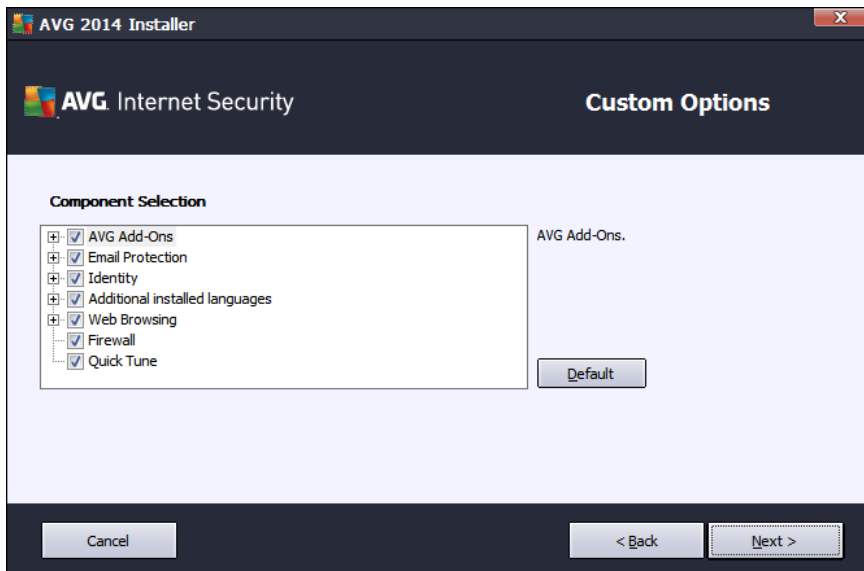 AVG 2014 Installer
X
AVG. Internet Security
Custom Options
Component Selection
AVG Add-Ons
Email Protection
Identity
Additional installed languages
Web Browsing
Firewall
Quick Tune
AVG Add-Ons.
Default
Cancel
< Back
Next >